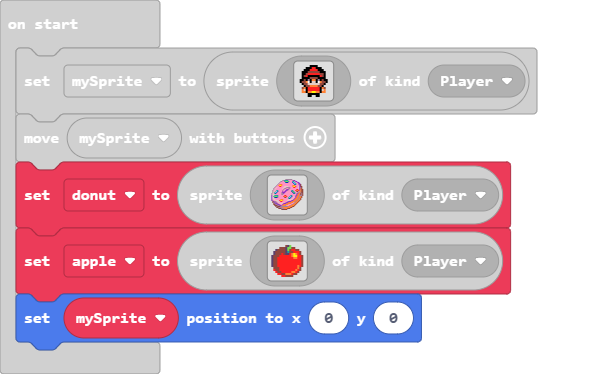 on start
set mySprite to sprite of kind Player
move mySprite with buttons
set donut to sprite of kind Player
set apple to sprite of kind Player
set mySprite position to x 0 y 0